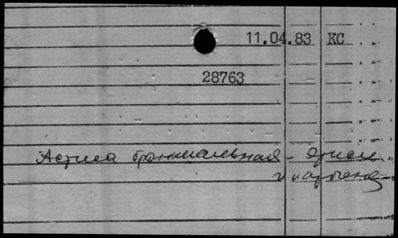 11.04.83 КС
28763
Астма бронхиальная -